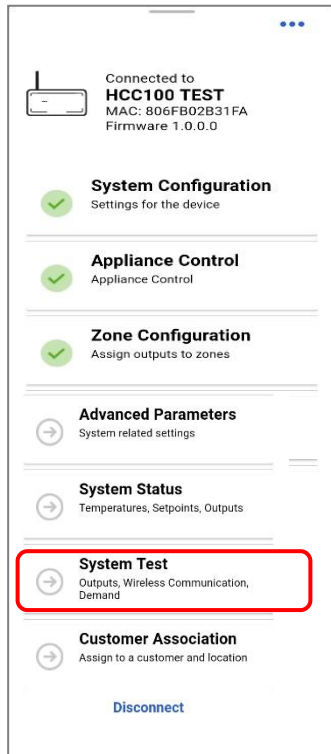 Connected to
HCC100 TEST
MAC: 806FB02B31FA
Firmware 1.0.0.0
System Configuration
Settings for the device
Appliance Control
Appliance Control
Zone Configuration
Assign outputs to zones
Advanced Parameters
System related settings
System Status
Temperatures, Setpoints, Outputs
System Test
Outputs, Wireless Communication,
Demand
Customer Association
Assign to a customer and location
Disconnect